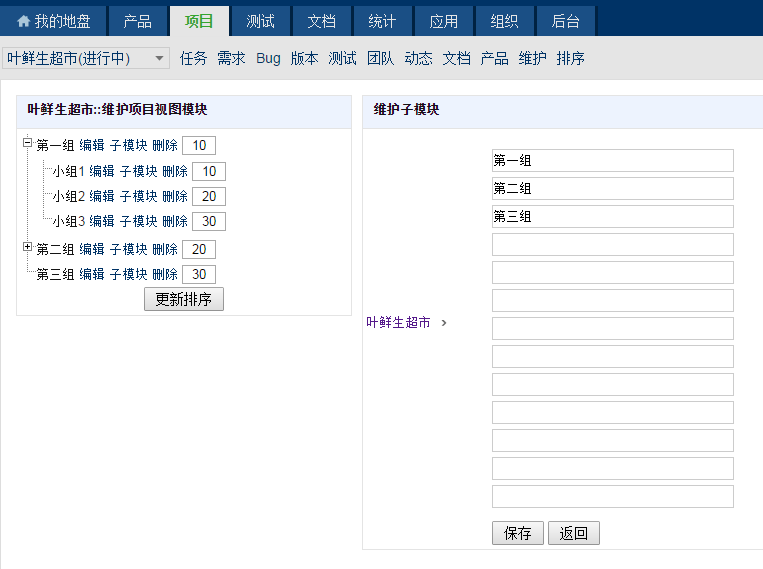 我的地盘 产品 项目 测试 文档 统计 应用 组织 后台
叶鲜生超市(进行中) 任务 需求 Bug 版本 测试 团队 动态 文档 产品 维护 排序
叶鲜生超市::维护项目视图模块
第一组 编辑 子模块 删除 10
小组1 编辑 子模块 删除 10
小组2 编辑 子模块 删除 20
小组3 编辑 子模块 删除 30
第二组 编辑 子模块 删除 20
第三组 编辑 子模块 删除 30
更新排序
维护子模块
叶鲜生超市 ›
第一组
第二组
第三组
保存 返回